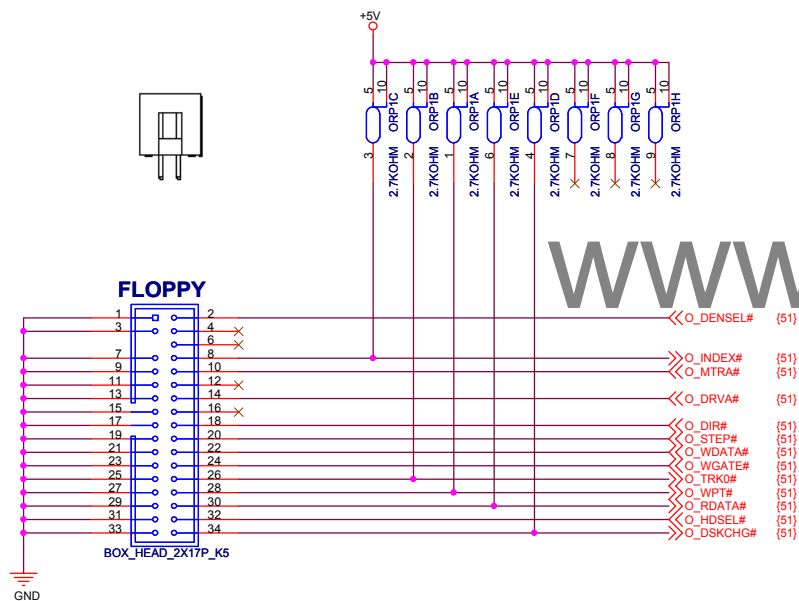 +5V
5 10 5 10 5 10 5 10 5 10 5 10 5 10 5 10
ORP1C ORP1B ORP1A ORP1E ORP1D ORP1F ORP1G ORP1H
3 2 1 6 4 7 8 9
2.7KOHM 2.7KOHM 2.7KOHM 2.7KOHM 2.7KOHM 2.7KOHM 2.7KOHM 2.7KOHM
WWW
FLOPPY
1 2 O_DENSEL# {51}
3 4
6
7 8 O_INDEX# {51}
9 10 O_MTRA# {51}
11 12
13 14 O_DRVA# {51}
15 16
17 18 O_DIR# {51}
19 20 O_STEP# {51}
21 22 O_WDATA# {51}
23 24 O_WGATE# {51}
25 26 O_TRK0# {51}
27 28 O_WPT# {51}
29 30 O_RDATA# {51}
31 32 O_HDSEL# {51}
33 34 O_DSKCHG# {51}
BOX_HEAD_2X17P_K5
GND